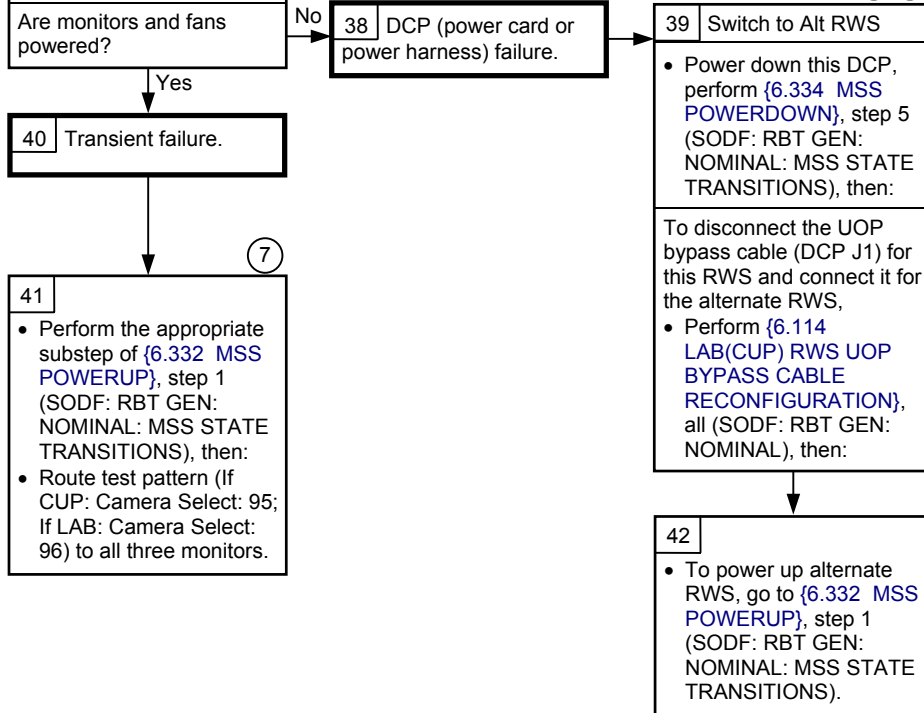 Are monitors and fans
powered?
No
38 DCP (power card or
power harness) failure.
39 Switch to Alt RWS
• Power down this DCP,
perform {6.334 MSS
POWERDOWN}, step 5
(SODF: RBT GEN:
NOMINAL: MSS STATE
TRANSITIONS), then:
To disconnect the UOP
bypass cable (DCP J1) for
this RWS and connect it for
the alternate RWS,
• Perform {6.114
LAB(CUP) RWS UOP
BYPASS CABLE
RECONFIGURATION},
all (SODF: RBT GEN:
NOMINAL), then:
Yes
40 Transient failure.
7
41
• Perform the appropriate
substep of {6.332 MSS
POWERUP}, step 1
(SODF: RBT GEN:
NOMINAL: MSS STATE
TRANSITIONS), then:
• Route test pattern (If
CUP: Camera Select: 95;
If LAB: Camera Select:
96) to all three monitors.
42
• To power up alternate
RWS, go to {6.332 MSS
POWERUP}, step 1
(SODF: RBT GEN:
NOMINAL: MSS STATE
TRANSITIONS).